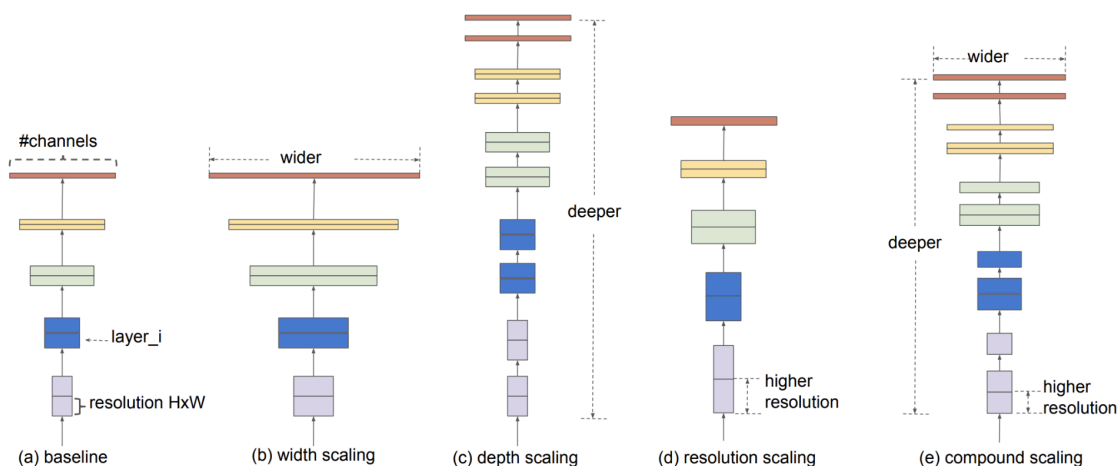 #channels
layer_i
resolution HxW
(a) baseline
wider
(b) width scaling
deeper
(c) depth scaling
higher
resolution
(d) resolution scaling
wider
deeper
higher
resolution
(e) compound scaling